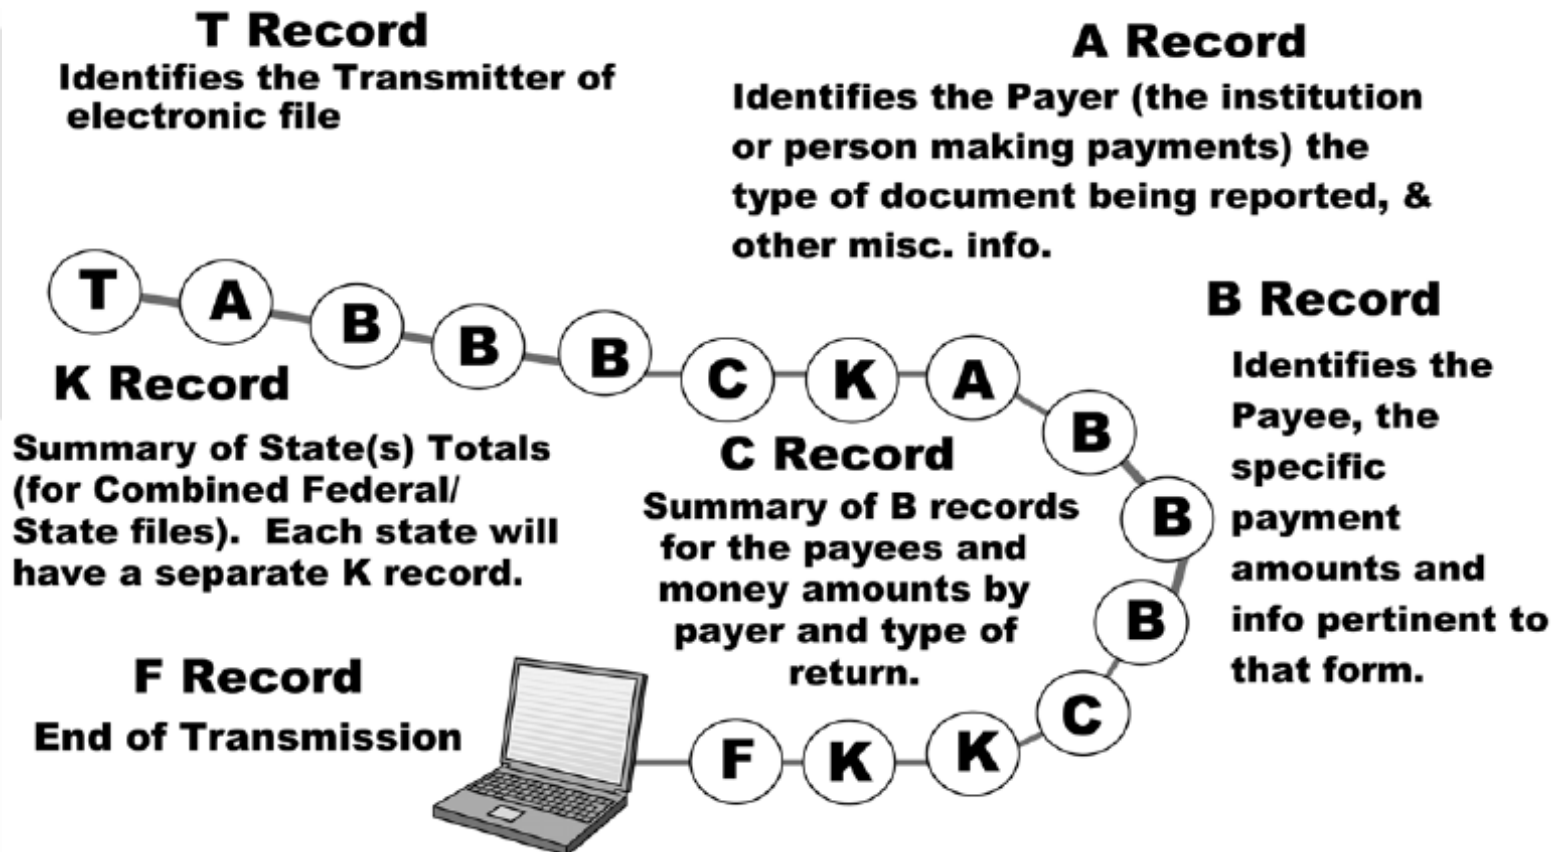 T Record
Identifies the Transmitter of
electronic file
A Record
Identifies the Payer (the institution
or person making payments) the
type of document being reported, &
other misc. info.
T A B B B C K A B B B C K K F
B Record
Identifies the
Payee, the
specific
payment
amounts and
info pertinent to
that form.
K Record
Summary of State(s) Totals
(for Combined Federal/
State files). Each state will
have a separate K record.
C Record
Summary of B records
for the payees and
money amounts by
payer and type of
return.
F Record
End of Transmission